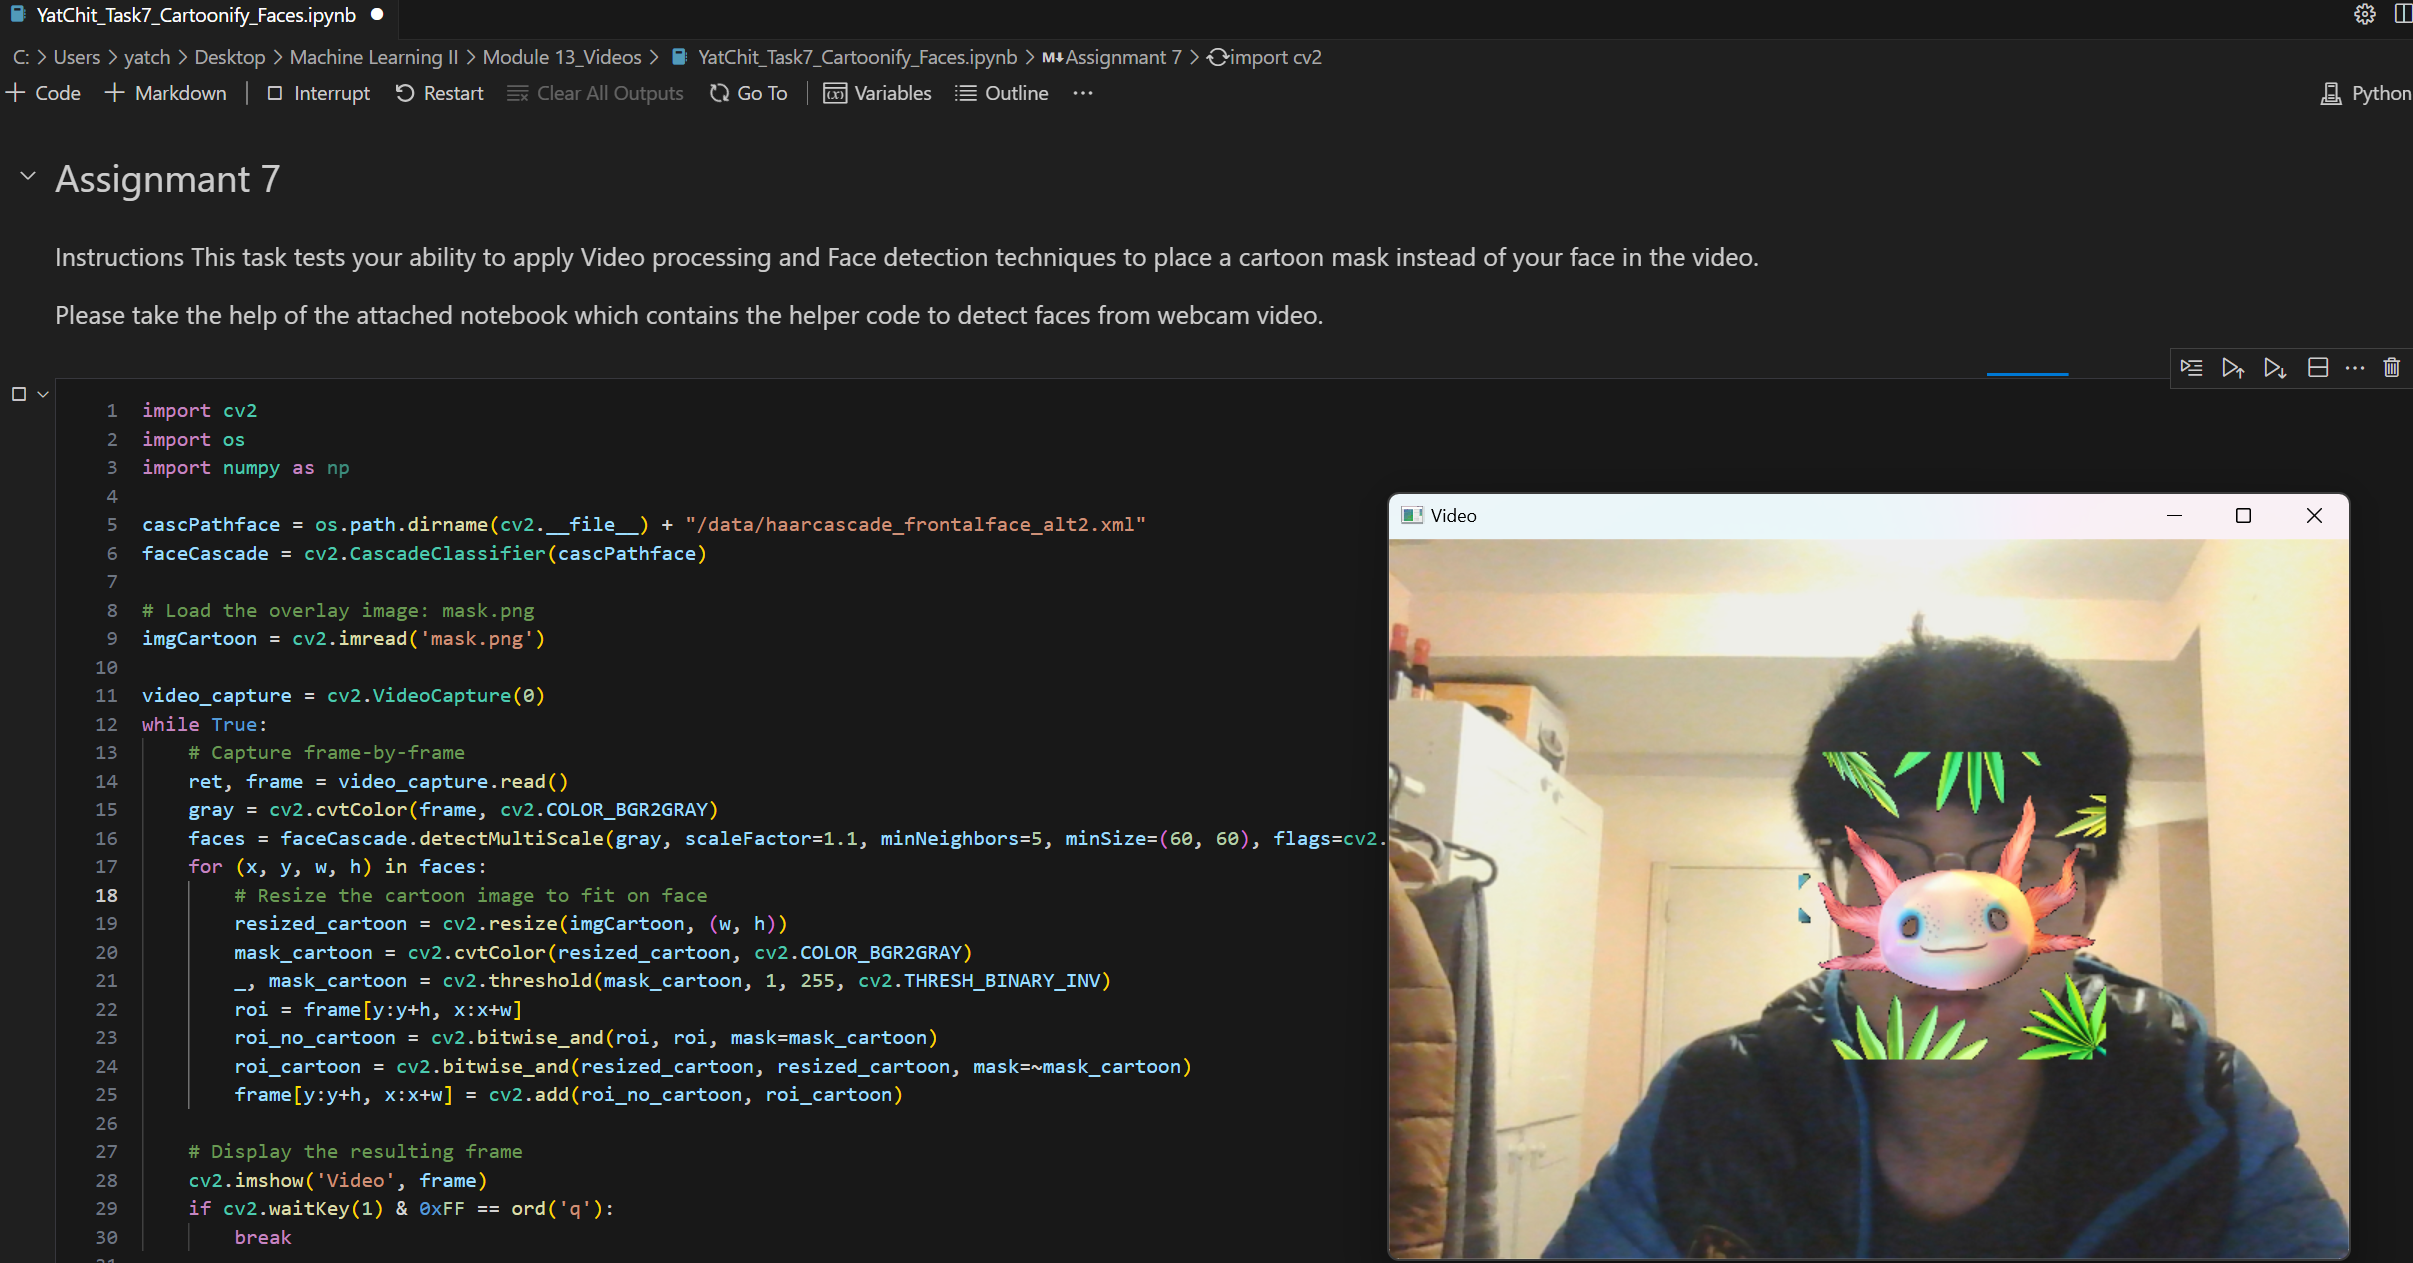 YatChit_Task7_Cartoonify_Faces.ipynb
C: > Users > yatch > Desktop > Machine Learning II > Module 13_Videos > YatChit_Task7_Cartoonify_Faces.ipynb > M↓Assignmant 7 > import cv2
+ Code + Markdown | Interrupt Restart Clear All Outputs Go To | Variables Outline ...
Python
Assignmant 7
Instructions This task tests your ability to apply Video processing and Face detection techniques to place a cartoon mask instead of your face in the video.
Please take the help of the attached notebook which contains the helper code to detect faces from webcam video.
1 import cv2
2 import os
3 import numpy as np
4
5 cascPathface = os.path.dirname(cv2.__file__) + "/data/haarcascade_frontalface_alt2.xml"
6 faceCascade = cv2.CascadeClassifier(cascPathface)
7
8 # Load the overlay image: mask.png
9 imgCartoon = cv2.imread('mask.png')
10
11 video_capture = cv2.VideoCapture(0)
12 while True:
13 # Capture frame-by-frame
14 ret, frame = video_capture.read()
15 gray = cv2.cvtColor(frame, cv2.COLOR_BGR2GRAY)
16 faces = faceCascade.detectMultiScale(gray, scaleFactor=1.1, minNeighbors=5, minSize=(60, 60), flags=cv2.
17 for (x, y, w, h) in faces:
18 # Resize the cartoon image to fit on face
19 resized_cartoon = cv2.resize(imgCartoon, (w, h))
20 mask_cartoon = cv2.cvtColor(resized_cartoon, cv2.COLOR_BGR2GRAY)
21 _, mask_cartoon = cv2.threshold(mask_cartoon, 1, 255, cv2.THRESH_BINARY_INV)
22 roi = frame[y:y+h, x:x+w]
23 roi_no_cartoon = cv2.bitwise_and(roi, roi, mask=mask_cartoon)
24 roi_cartoon = cv2.bitwise_and(resized_cartoon, resized_cartoon, mask=~mask_cartoon)
25 frame[y:y+h, x:x+w] = cv2.add(roi_no_cartoon, roi_cartoon)
26
27 # Display the resulting frame
28 cv2.imshow('Video', frame)
29 if cv2.waitKey(1) & 0xFF == ord('q'):
30 break
Video